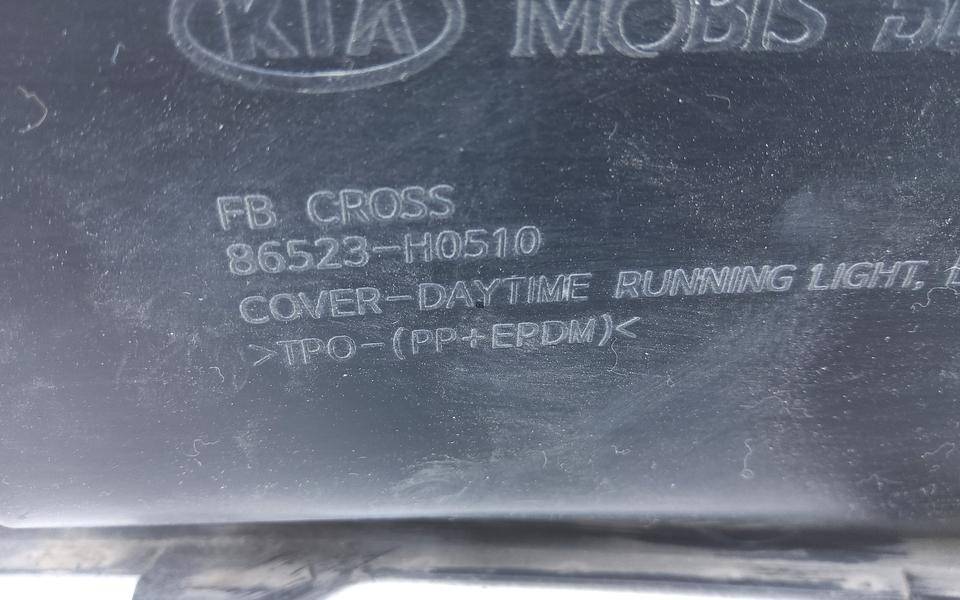 KIA MOBIS
FB CROSS
86523-H0510
COVER-DAYTIME RUNNING LIGHT,
>TPO-(PP+EPDM)<